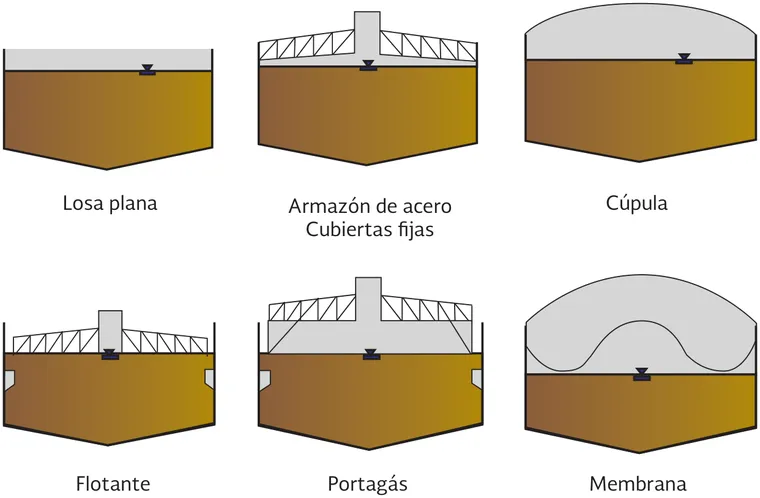 Losa plana
Armazón de acero
Cubiertas fijas
Cúpula
Flotante
Portagás
Membrana